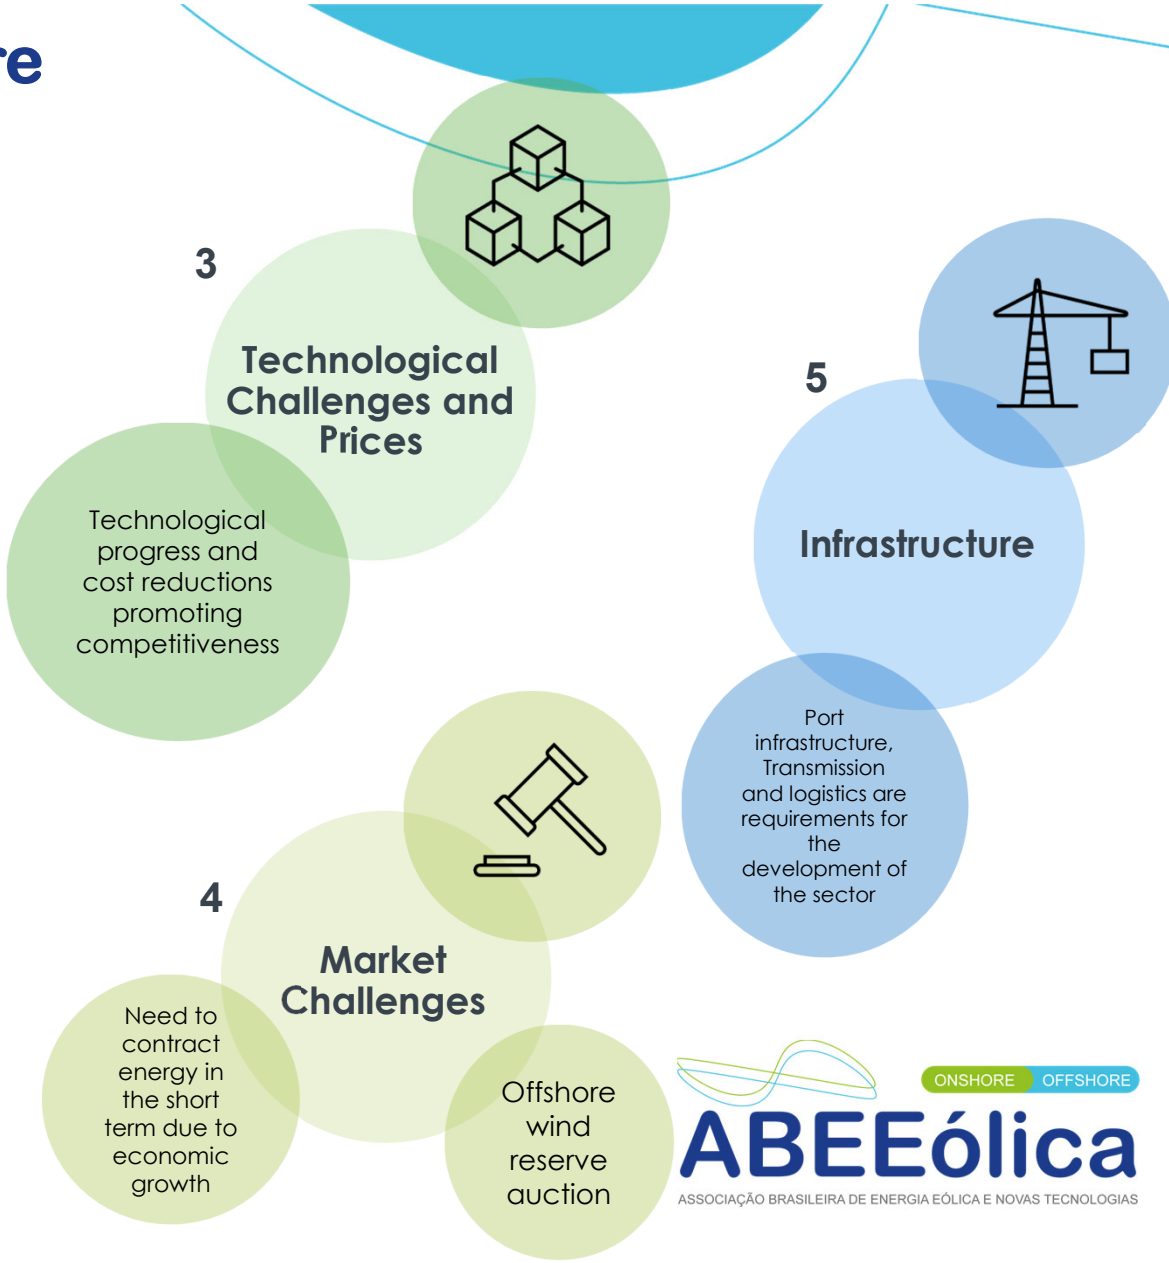 re
3
Technological
Challenges and
Prices
Technological
progress and
cost reductions
promoting
competitiveness
4
Market
Challenges
Need to
contract
energy in
the short
term due to
economic
growth
Offshore
wind
reserve
auction
5
Infrastructure
Port
infrastructure,
Transmission
and logistics are
requirements for
the
development of
the sector
ONSHORE OFFSHORE
ABEEólica
ASSOCIAÇÃO BRASILEIRA DE ENERGIA EÓLICA E NOVAS TECNOLOGIAS